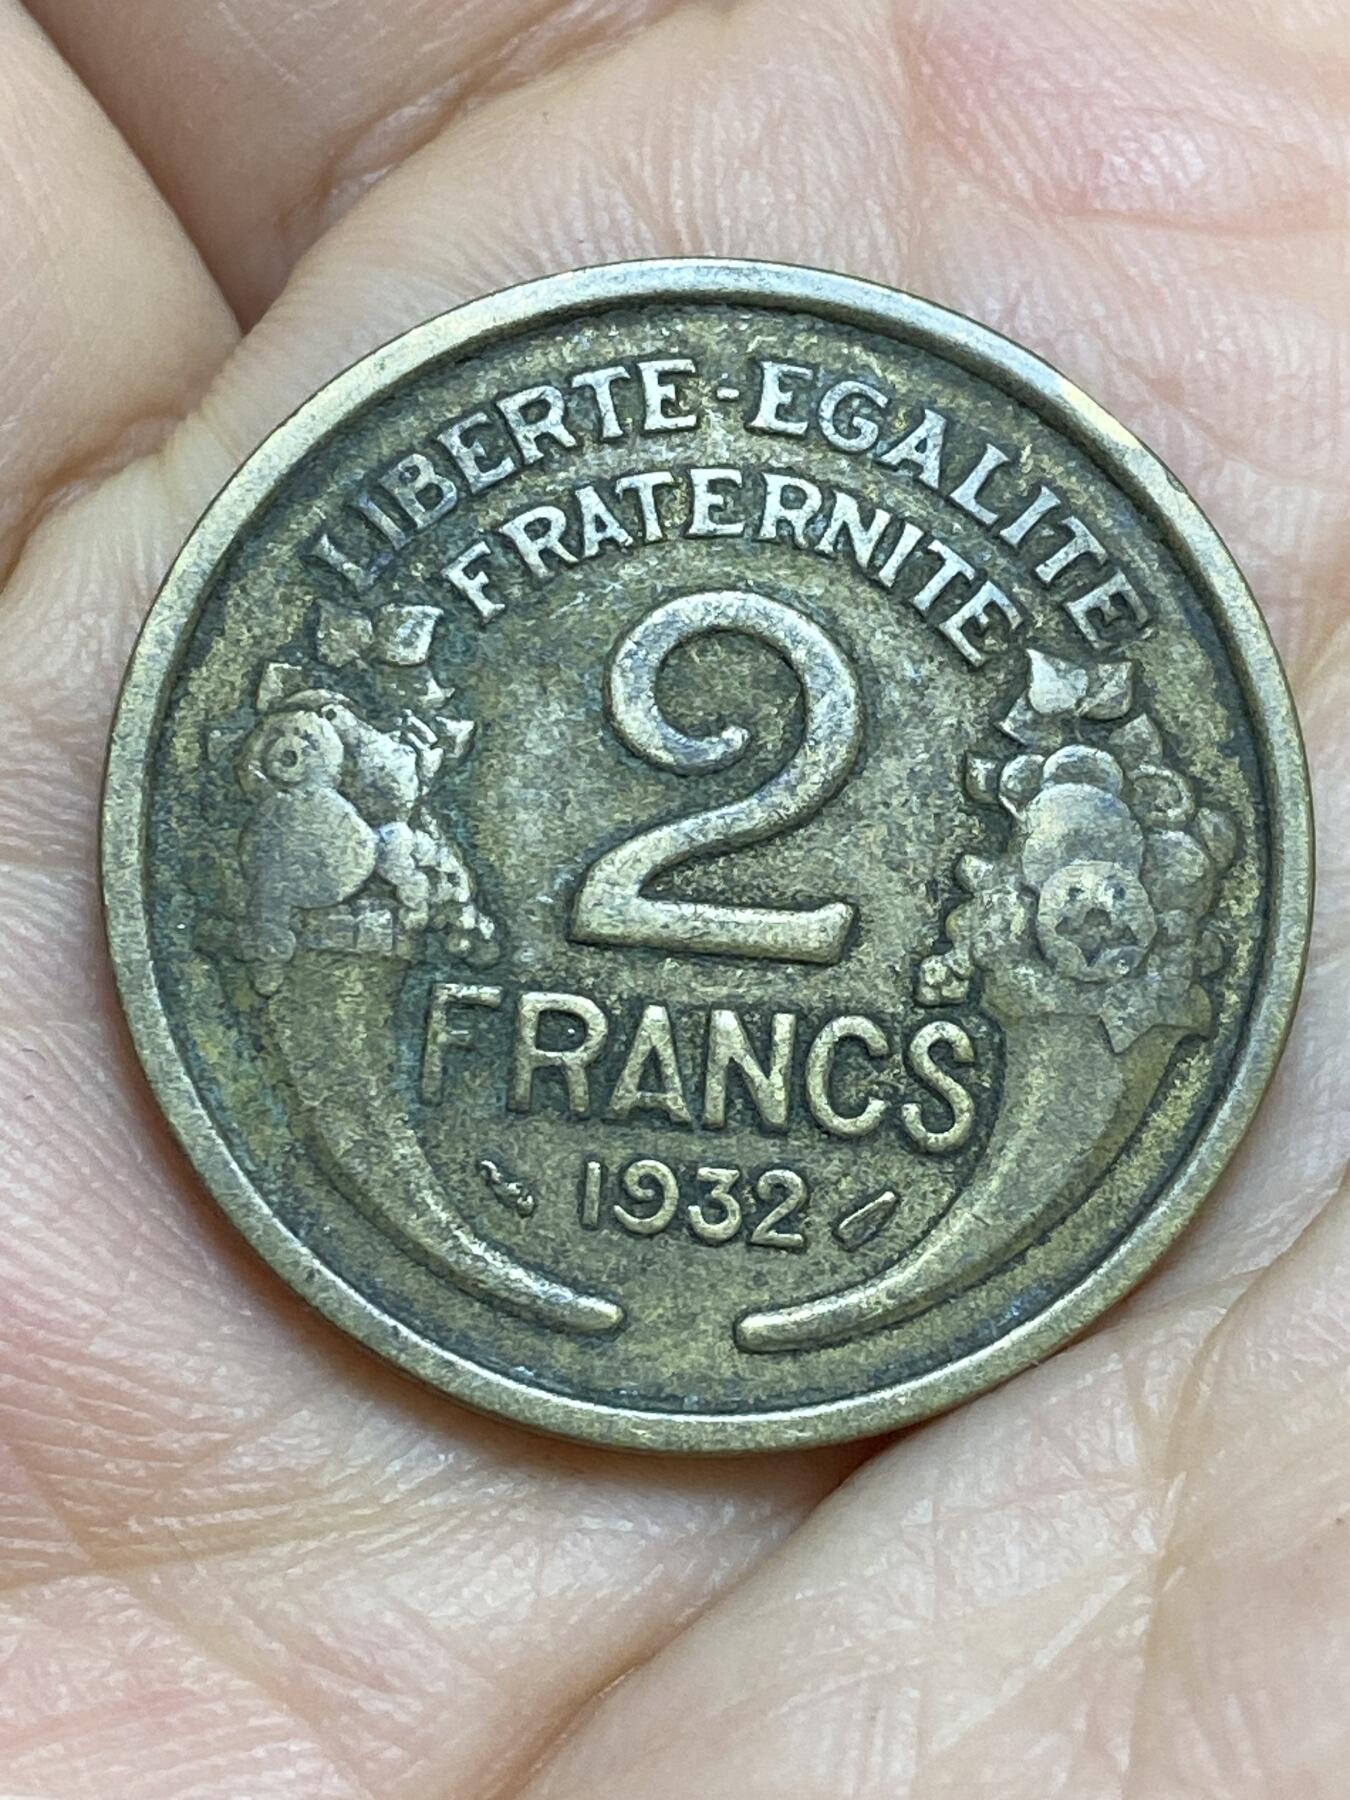 LIBERTE-EGALITE
FRATERNITE
2
FRANCS
1932